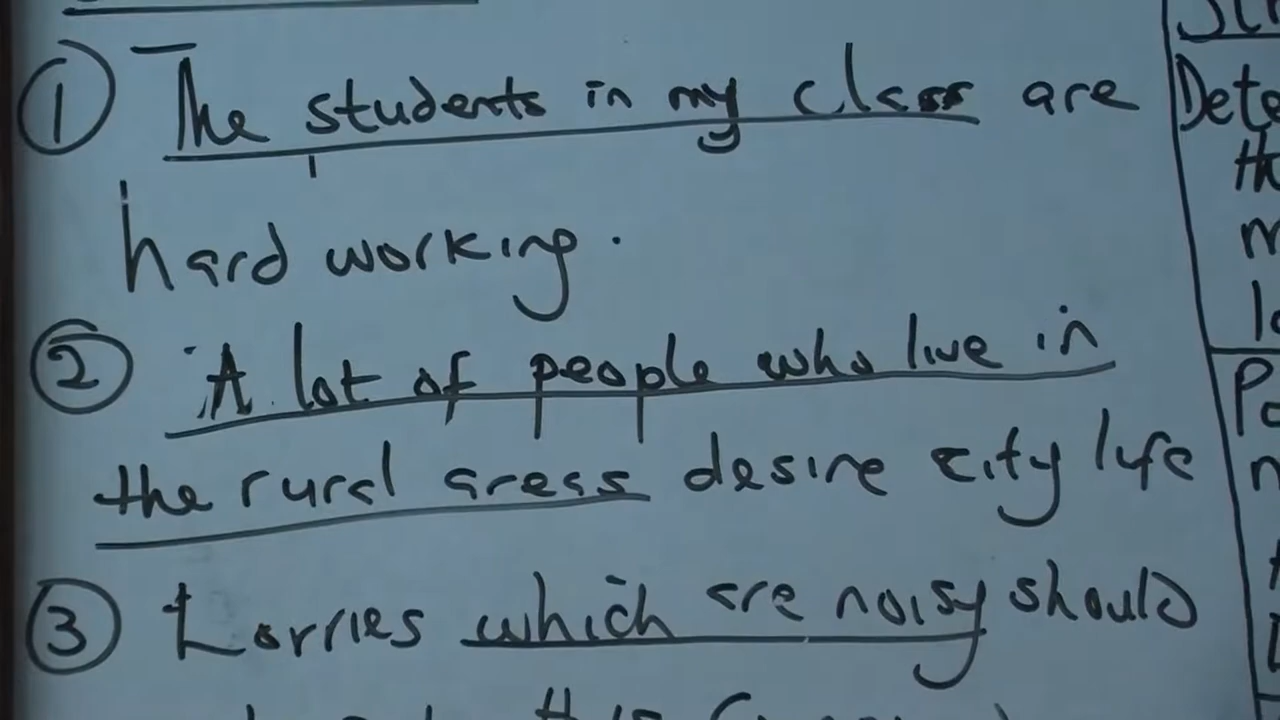 ① The students in my class are
hard working.
② A lot of people who live in
the rural areas desire city life
③ Lorries which are noisy should